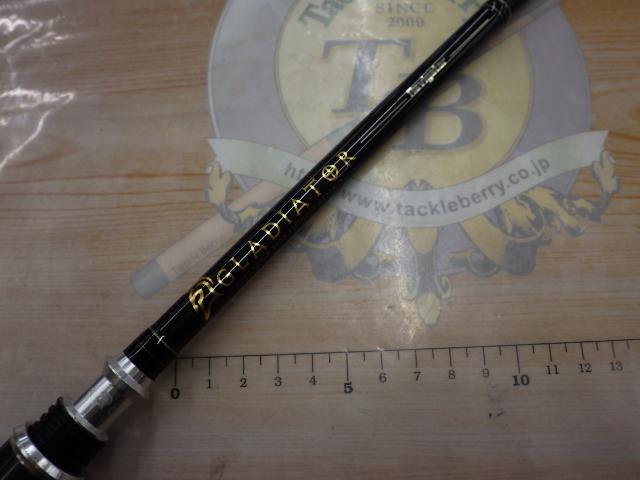 SINCE
2000
TB
http://www.tackleberry.co.jp
GLADIATOR
0 1 2 3 4 5 6 7 8 9 10 11 12 13